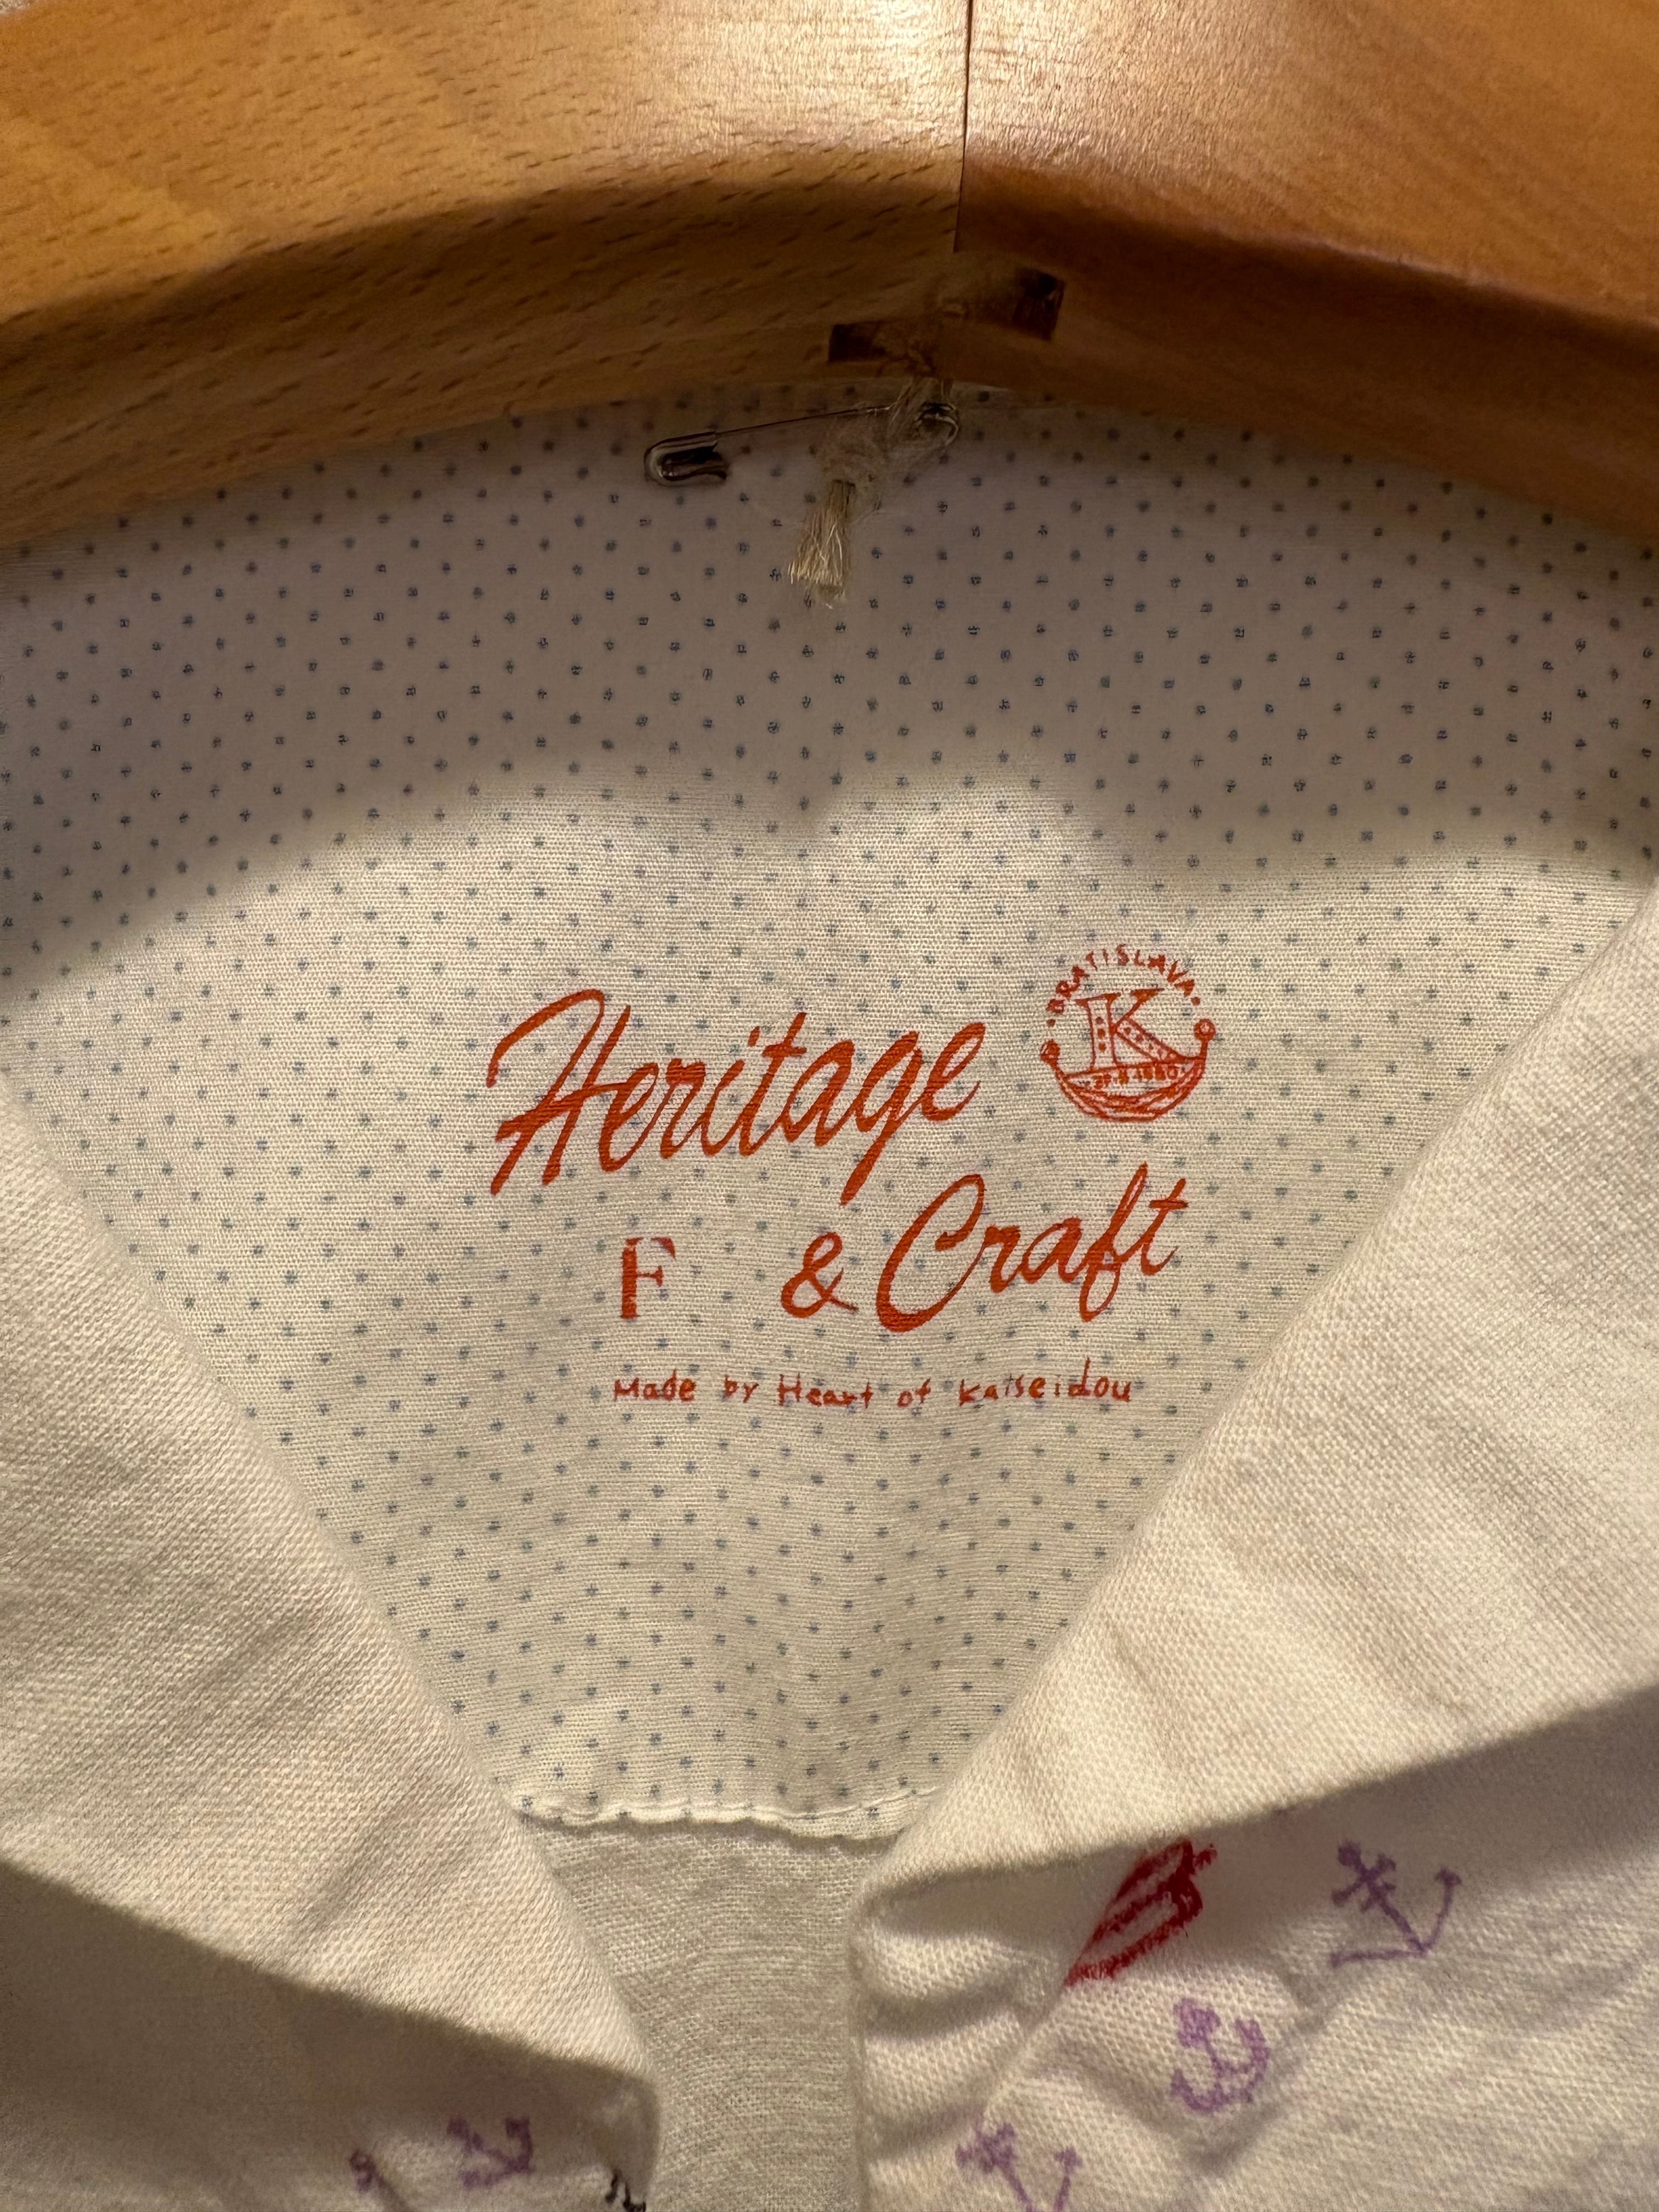 Heritage
BRATISLAVA
K
F & Craft
Made by Heart of Kaiseidou